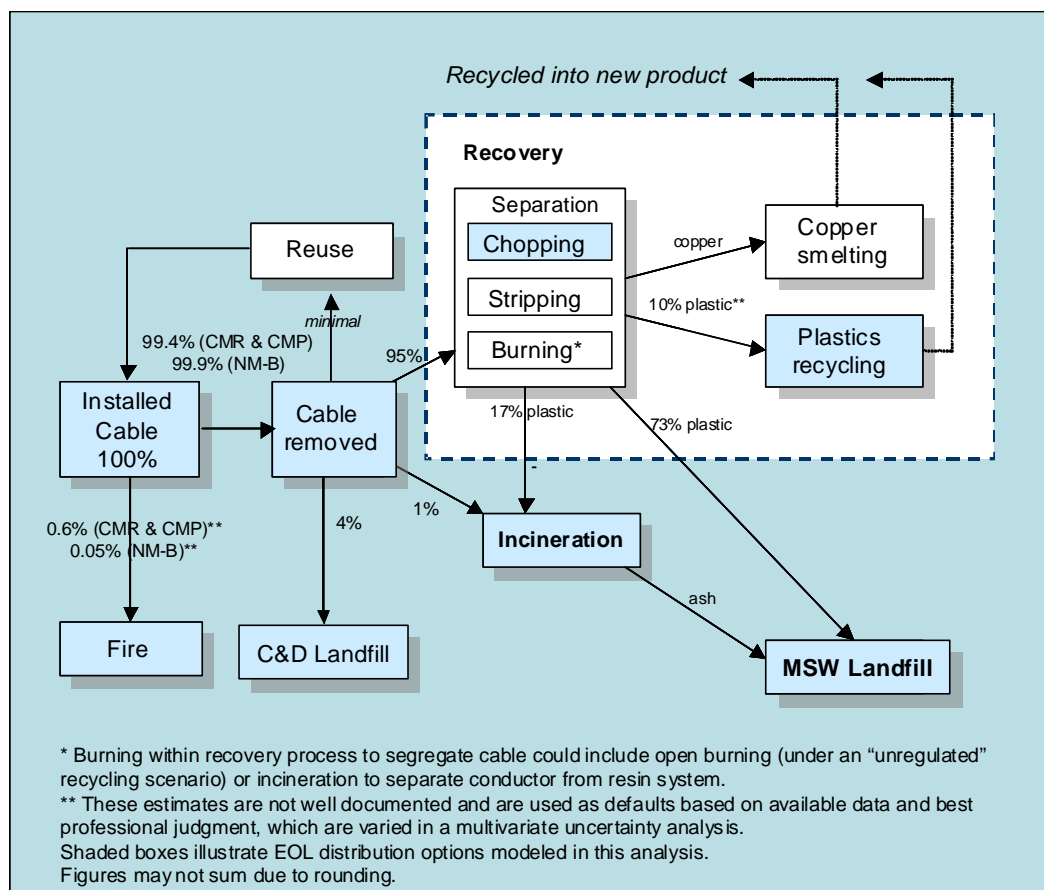 Recycled into new product
Recovery
Separation
Chopping
Stripping
Burning*
copper
Copper
smelting
10% plastic**
Plastics
recycling
Reuse
minimal
99.4% (CMR & CMP)
99.9% (NM-B)
95%
Installed
Cable
100%
Cable
removed
17% plastic
73% plastic
-
0.6% (CMR & CMP)**
0.05% (NM-B)**
4%
1%
Incineration
ash
Fire
C&D Landfill
MSW Landfill
* Burning within recovery process to segregate cable could include open burning (under an “unregulated”
recycling scenario) or incineration to separate conductor from resin system.
** These estimates are not well documented and are used as defaults based on available data and best
professional judgment, which are varied in a multivariate uncertainty analysis.
Shaded boxes illustrate EOL distribution options modeled in this analysis.
Figures may not sum due to rounding.